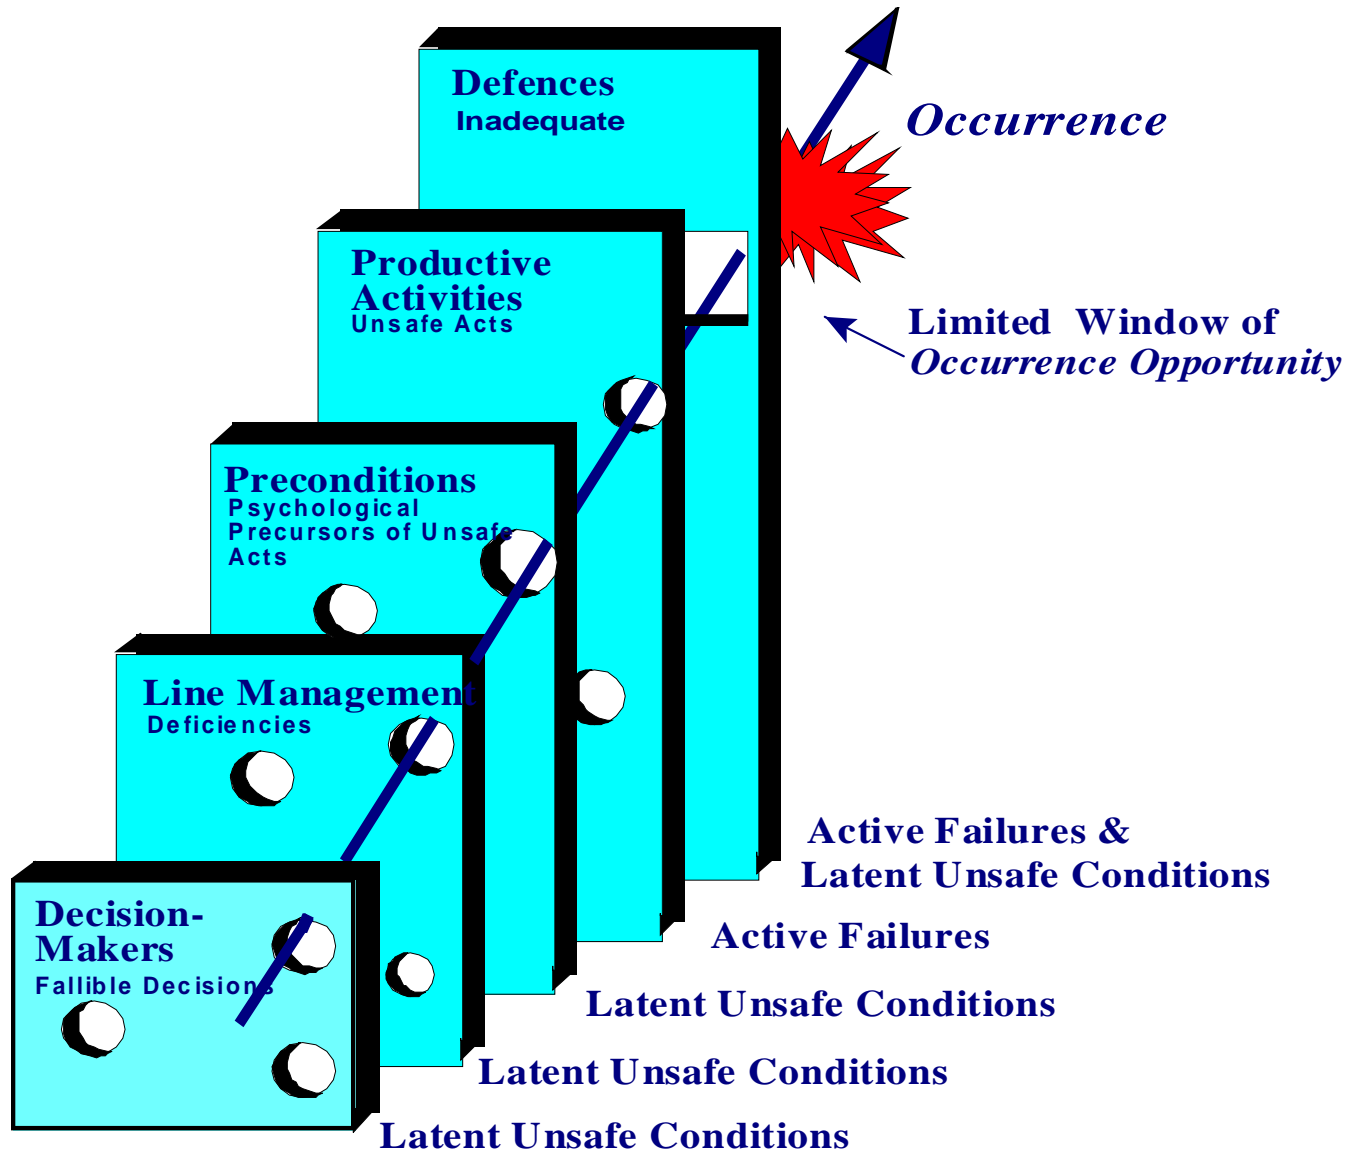 Defences
Inadequate
Occurrence
Productive
Activities
Unsafe Acts
Limited Window of
Occurrence Opportunity
Preconditions
Psychological
Precursors of Unsafe
Acts
Line Management
Deficiencies
Decision-
Makers
Fallible Decisions
Active Failures &
Latent Unsafe Conditions
Active Failures
Latent Unsafe Conditions
Latent Unsafe Conditions
Latent Unsafe Conditions